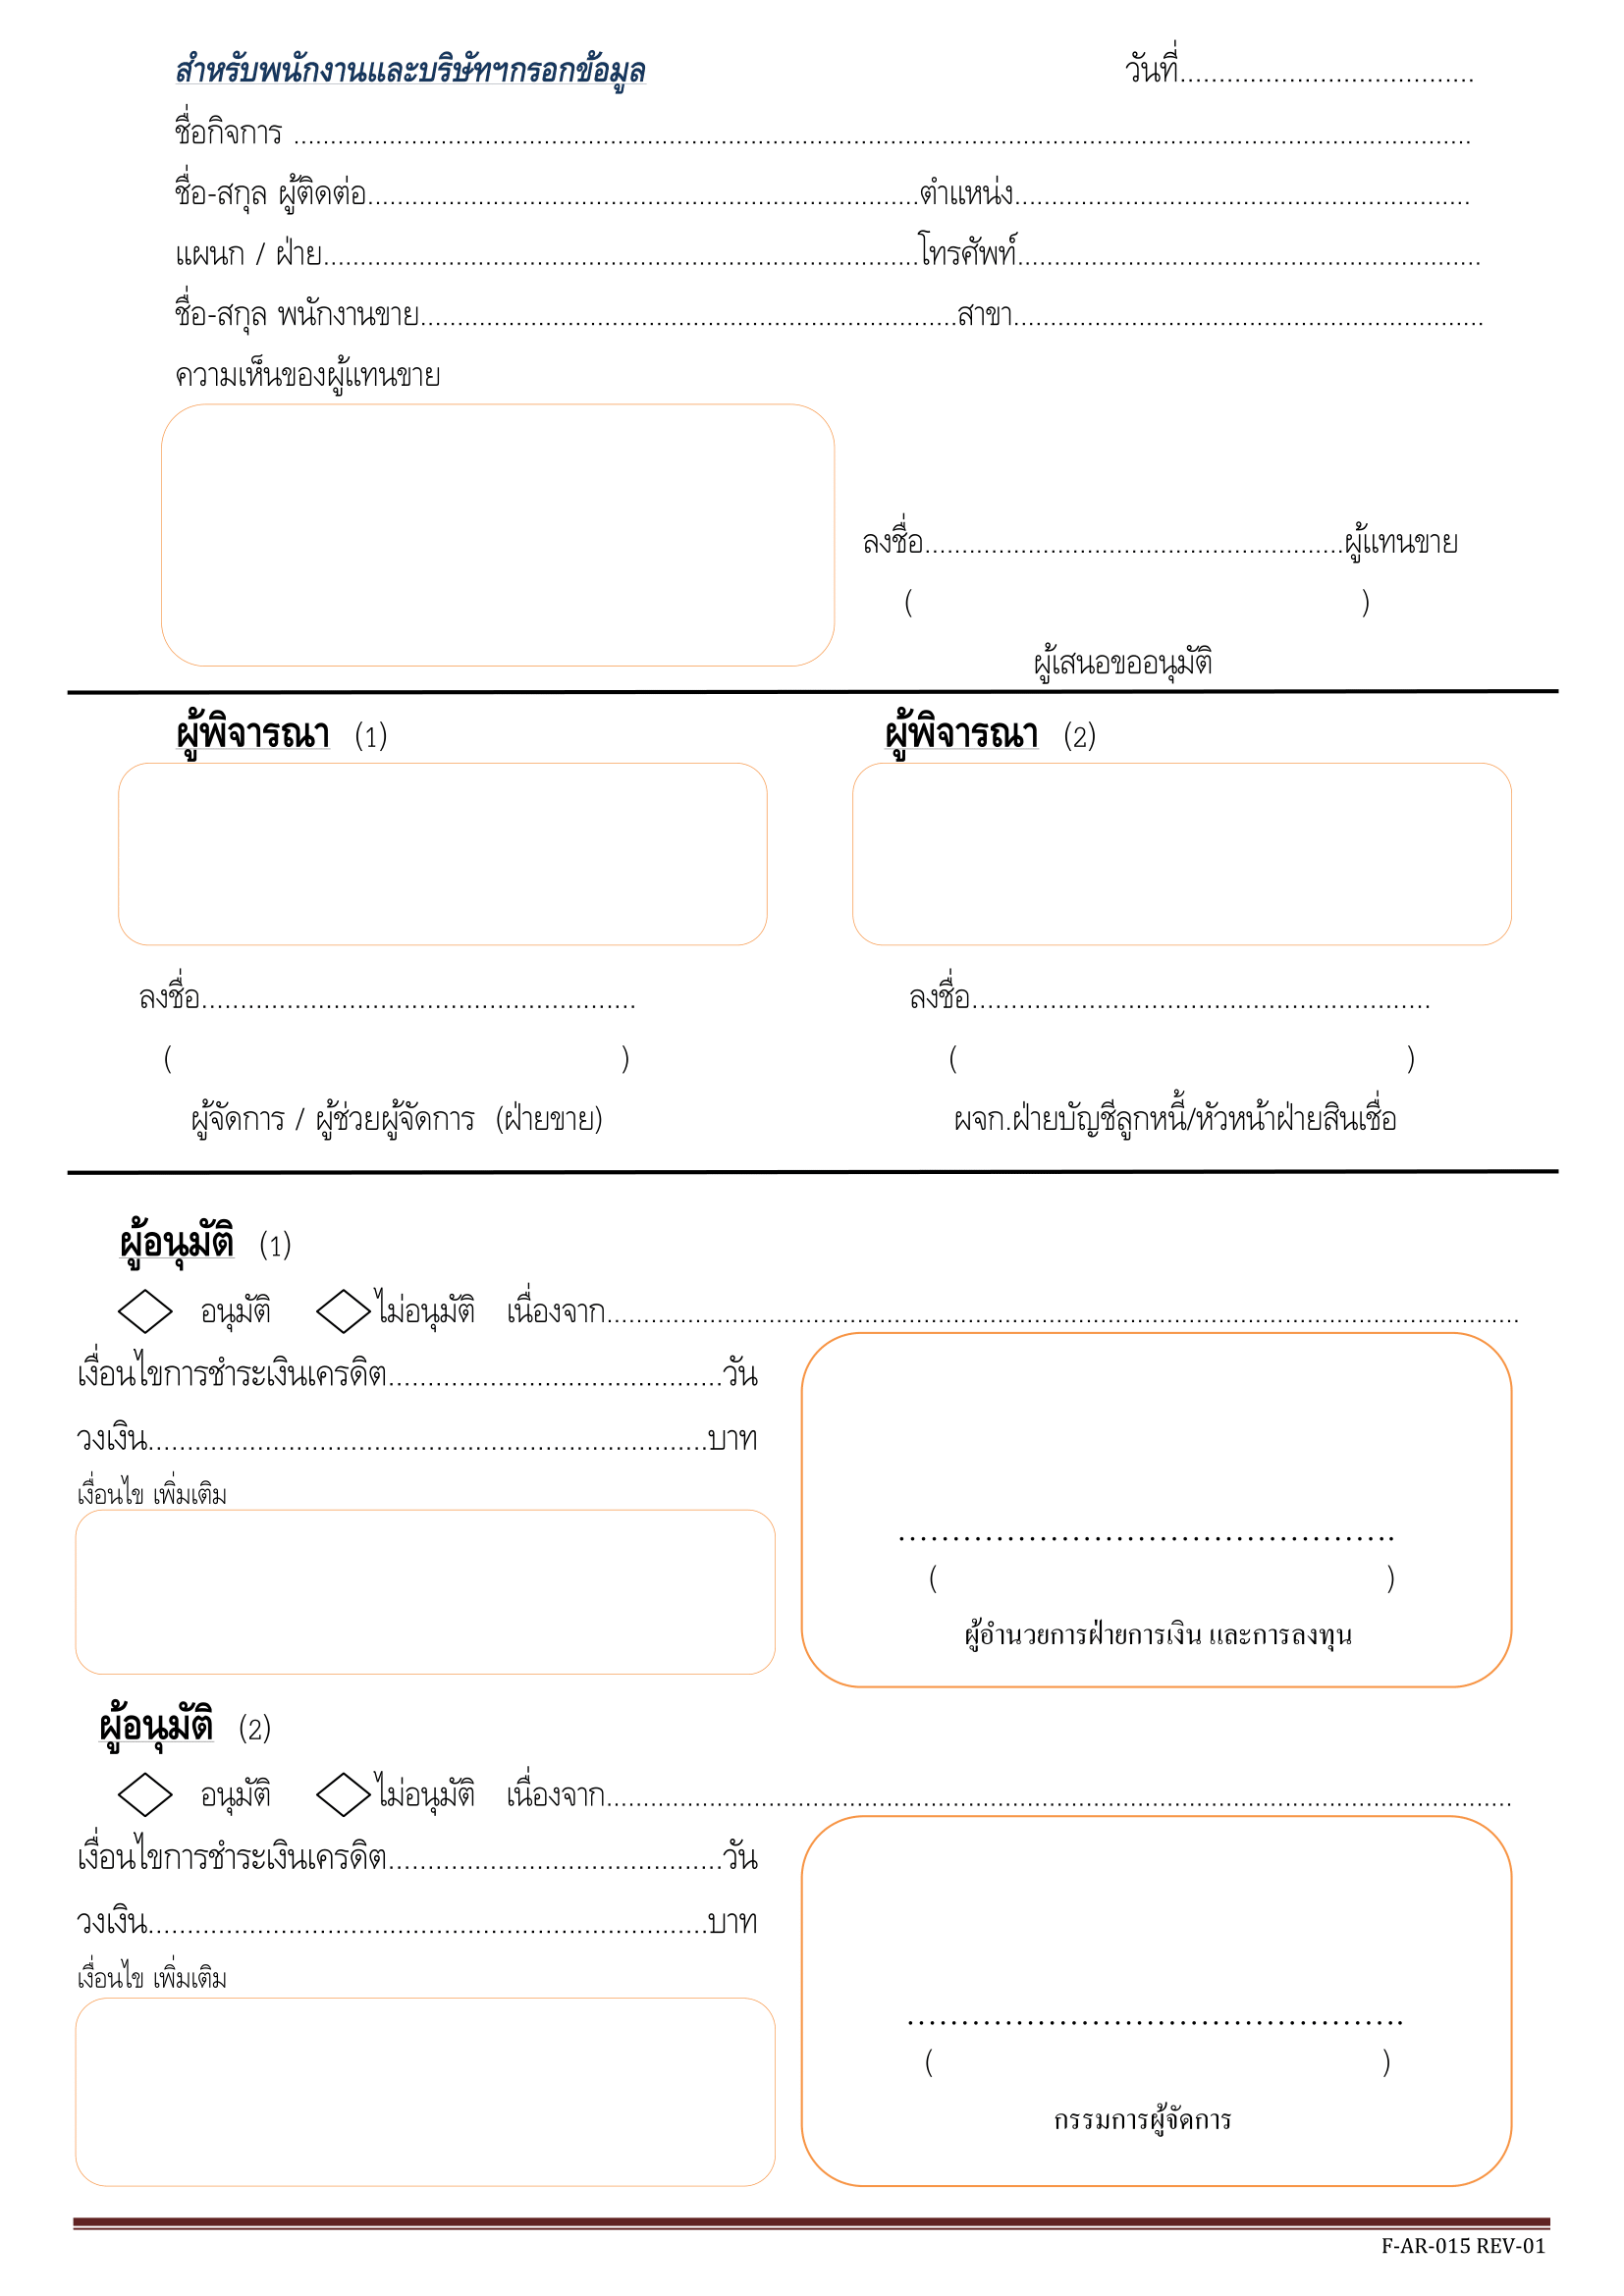 สำหรับพนักงานและบริษัทฯกรอกข้อมูล วันที่......................................
ชื่อกิจการ ................................................................................................................................................................
ชื่อ-สกุล ผู้ติดต่อ...........................................................................ตำแหน่ง..............................................................
แผนก / ฝ่าย.................................................................................โทรศัพท์...............................................................
ชื่อ-สกุล พนักงานขาย.........................................................................สาขา................................................................
ความเห็นของผู้แทนขาย
ลงชื่อ.........................................................ผู้แทนขาย
( )
ผู้เสนอขออนุมัติ
ผู้พิจารณา (1) ผู้พิจารณา (2)
ลงชื่อ........................................................ ลงชื่อ...........................................................
( ) ( )
ผู้จัดการ / ผู้ช่วยผู้จัดการ (ฝ่ายขาย) ผจก.ฝ่ายบัญชีลูกหนี้/หัวหน้าฝ่ายสินเชื่อ
ผู้อนุมัติ (1)
อนุมัติ ไม่อนุมัติ เนื่องจาก............................................................................................................................
เงื่อนไขการชำระเงินเครดิต...........................................วัน
วงเงิน........................................................................บาท
เงื่อนไข เพิ่มเติม
..............................................
( )
ผู้อำนวยการฝ่ายการเงิน และการลงทุน
ผู้อนุมัติ (2)
อนุมัติ ไม่อนุมัติ เนื่องจาก...........................................................................................................................
เงื่อนไขการชำระเงินเครดิต...........................................วัน
วงเงิน........................................................................บาท
เงื่อนไข เพิ่มเติม
..............................................
( )
กรรมการผู้จัดการ
F-AR-015 REV-01